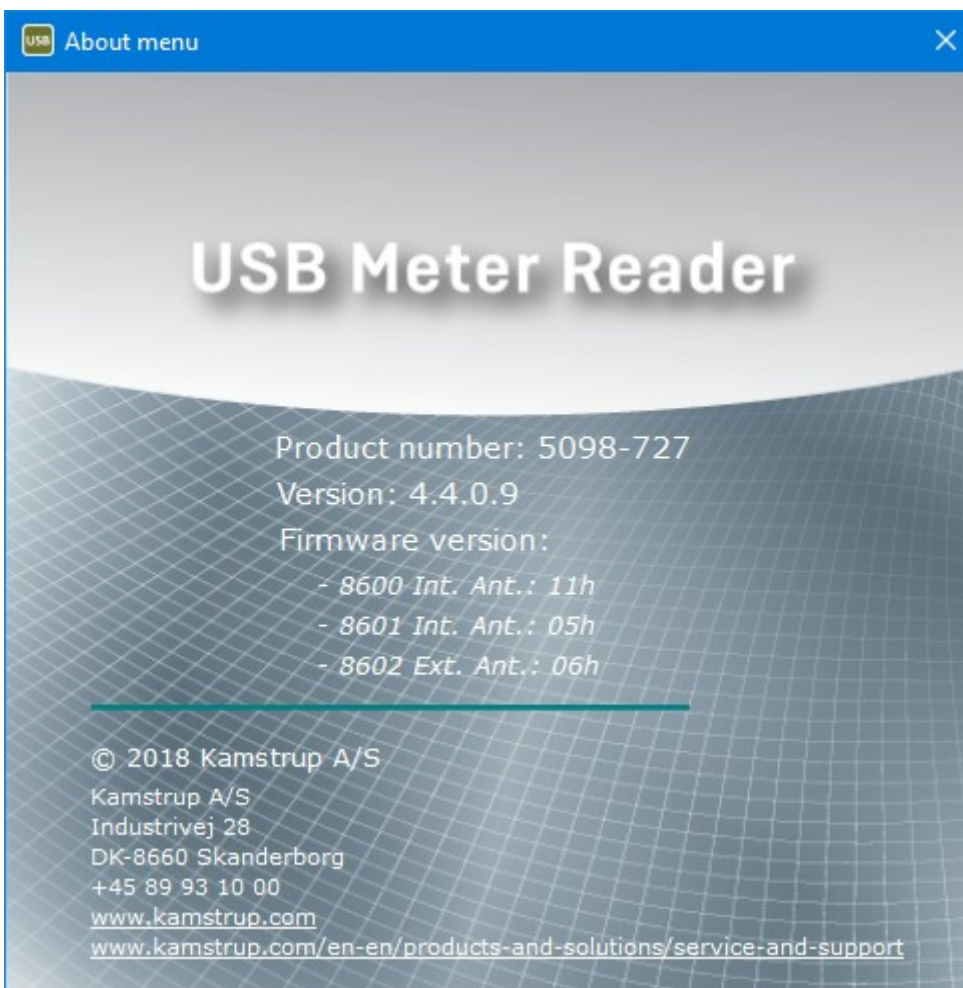 USB About menu
USB Meter Reader
Product number: 5098-727
Version: 4.4.0.9
Firmware version:
- 8600 Int. Ant.: 11h
- 8601 Int. Ant.: 05h
- 8602 Ext. Ant.: 06h
© 2018 Kamstrup A/S
Kamstrup A/S
Industrivej 28
DK-8660 Skanderborg
+45 89 93 10 00
www.kamstrup.com
www.kamstrup.com/en-en/products-and-solutions/service-and-support